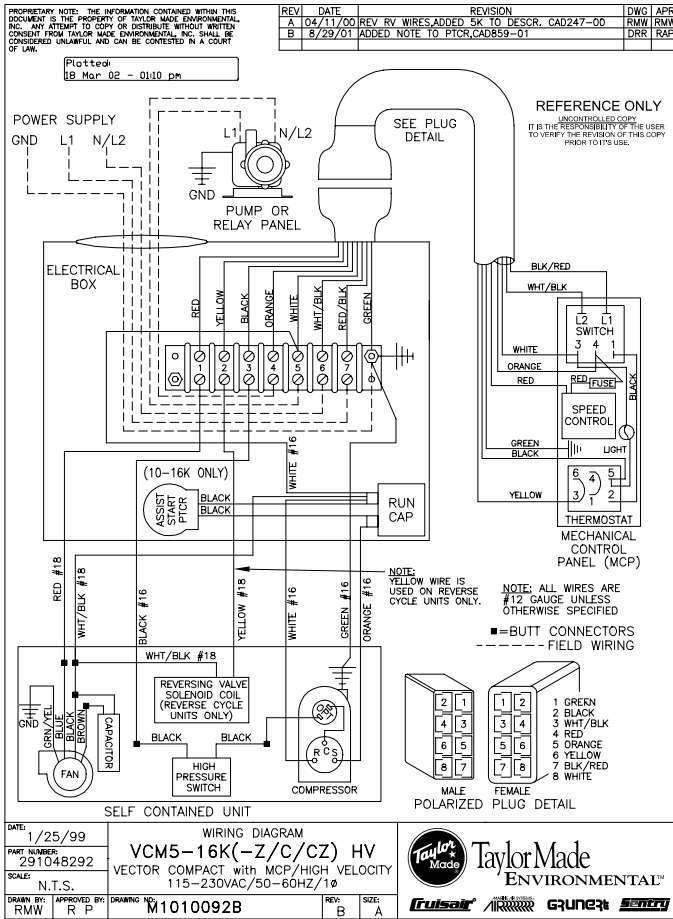 PROPRIETARY NOTE: THE INFORMATION CONTAINED WITHIN THIS
DOCUMENT IS THE PROPERTY OF TAYLOR MADE ENVIRONMENTAL,
INC. ANY ATTEMPT TO COPY OR DISTRIBUTE WITHOUT WRITTEN
CONSENT FROM TAYLOR MADE ENVIROMENTAL, INC. SHALL BE
CONSIDERED UNLAWFUL AND CAN BE CONTESTED IN A COURT
OF LAW.
REV DATE REVISION DWG APR
A 04/11/00 REV RV WIRES,ADDED 5K TO DESCR. CAD247-00 RMW RMW
B 8/29/01 ADDED NOTE TO PTCR,CAD859-01 DRR RAP
Plotted:
18 Mar 02 - 01:10 pm
REFERENCE ONLY
UNCONTROLLED COPY
IT IS THE RESPONSIBILITY OF THE USER
TO VERIFY THE REVISION OF THIS COPY
PRIOR TO IT'S USE.
POWER SUPPLY
GND L1 N/L2
L1 N/L2
GND
PUMP OR
RELAY PANEL
SEE PLUG
DETAIL
ELECTRICAL
BOX
RED
YELLOW
BLACK
ORANGE
WHITE
WHT/BLK
RED/BLK
GREEN
1 2 3 4 5 6 7
BLK/RED
WHT/BLK
L2 L1
SWITCH
3 4 1
WHITE
ORANGE
RED
RED
FUSE
BLACK
SPEED
CONTROL
GREEN
BLACK
LIGHT
6 4 5
3 1 2
YELLOW
THERMOSTAT
MECHANICAL
CONTROL
PANEL (MCP)
WHITE #16
(10-16K ONLY)
ASSIST
START
PTCR
BLACK
BLACK
BLACK
RUN
CAP
RED #18
WHT/BLK #18
BLACK #16
YELLOW #18
WHITE #16
GREEN #16
ORANGE #16
NOTE:
YELLOW WIRE IS
USED ON REVERSE
CYCLE UNITS ONLY.
NOTE: ALL WIRES ARE
#12 GAUGE UNLESS
OTHERWISE SPECIFIED
■=BUTT CONNECTORS
------- FIELD WIRING
WHT/BLK #18
REVERSING VALVE
SOLENOID COIL
(REVERSE CYCLE
UNITS ONLY)
GND
GRN/YEL
BLUE
BLACK
BROWN
CAPACITOR
FAN
BLACK
BLACK
HIGH
PRESSURE
SWITCH
R C S
COMPRESSOR
SELF CONTAINED UNIT
2 1
4 3
6 5
8 7
MALE
1 2
3 4
5 6
7 8
FEMALE
POLARIZED PLUG DETAIL
1 GREEN
2 BLACK
3 WHT/BLK
4 RED
5 ORANGE
6 YELLOW
7 BLK/RED
8 WHITE
DATE:
1/25/99
PART NUMBER:
291048292
SCALE:
N.T.S.
WIRING DIAGRAM
VCM5-16K(-Z/C/CZ) HV
VECTOR COMPACT with MCP/HIGH VELOCITY
115-230VAC/50-60HZ/1ø
DRAWN BY:
RMW
APPROVED BY:
R P
DRAWING NO:
M1010092B
REV:
B
SIZE:
A
Taylor
Made
Taylor Made
ENVIRONMENTAL™
Cruisair
GRUNERt
Sentry